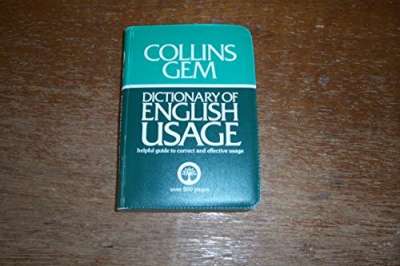 COLLINS
GEM
DICTIONARY OF
ENGLISH
USAGE
helpful guide to correct and effective usage
over 500 pages